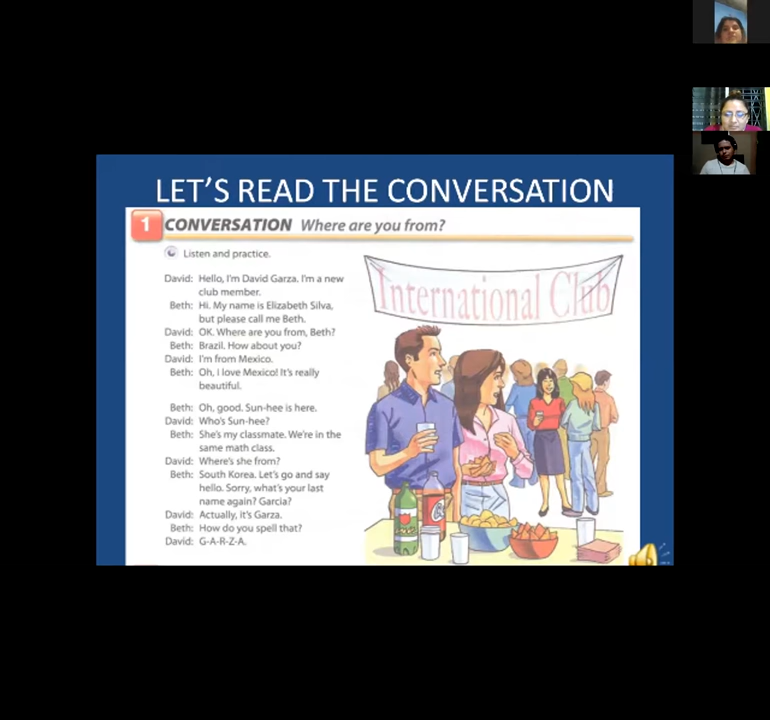 LET'S READ THE CONVERSATION
1 CONVERSATION Where are you from?
Listen and practice.
David: Hello, I'm David Garza. I'm a new
club member.
Beth: Hi. My name is Elizabeth Silva,
but please call me Beth.
David: OK. Where are you from, Beth?
Beth: Brazil. How about you?
David: I'm from Mexico.
Beth: Oh, I love Mexico! It's really
beautiful.
Beth: Oh, good. Sun-hee is here.
David: Who's Sun-hee?
Beth: She's my classmate. We're in the
same math class.
David: Where's she from?
Beth: South Korea. Let's go and say
hello. Sorry, what's your last
name again? Garcia?
David: Actually, it's Garza.
Beth: How do you spell that?
David: G-A-R-Z-A.
International Club